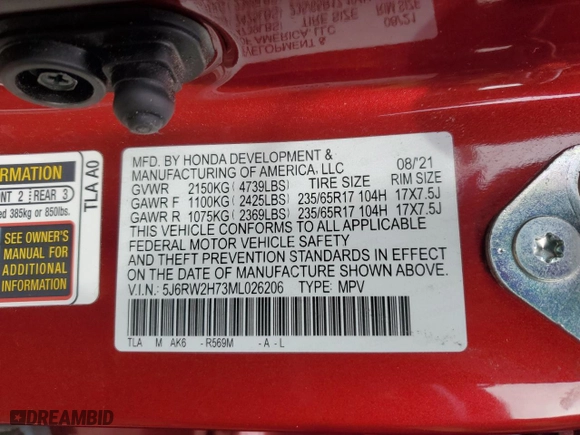 MFD. BY HONDA DEVELOPMENT &
MANUFACTURING OF AMERICA, LLC 08/'21
GVWR 2150KG (4739LBS) TIRE SIZE RIM SIZE
GAWR F 1100KG (2425LBS) 235/65R17 104H 17X7.5J
GAWR R 1075KG (2369LBS) 235/65R17 104H 17X7.5J
THIS VEHICLE CONFORMS TO ALL APPLICABLE
FEDERAL MOTOR VEHICLE SAFETY
AND THEFT PREVENTION STANDARDS IN EFFECT
ON THE DATE OF MANUFACTURE SHOWN ABOVE.
V.I.N.: 5J6RW2H73ML026206 TYPE: MPV
TLA M AK6 -R569M -A-L
TLA A0
REAR 3
385kg or 850lbs.
SEE OWNER'S
MANUAL FOR
ADDITIONAL
INFORMATION
DREAMBID